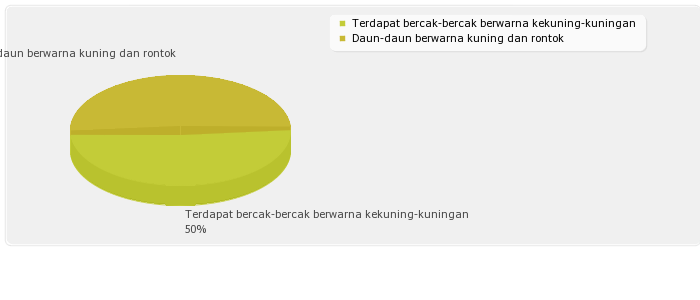 Terdapat bercak-bercak berwarna kekuning-kuningan
Daun-daun berwarna kuning dan rontok
daun berwarna kuning dan rontok
Terdapat bercak-bercak berwarna kekuning-kuningan
50%